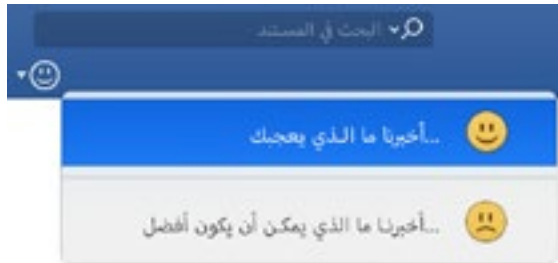 البحث في المستند
أخبرنا ما الذي يعجبك...
أخبرنا ما الذي يمكن أن يكون أفضل...